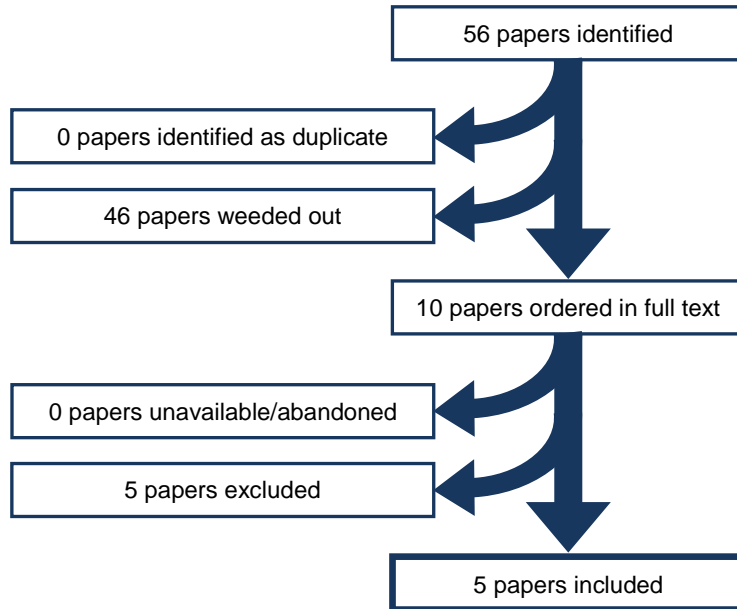 56 papers identified
0 papers identified as duplicate
46 papers weeded out
10 papers ordered in full text
0 papers unavailable/abandoned
5 papers excluded
5 papers included